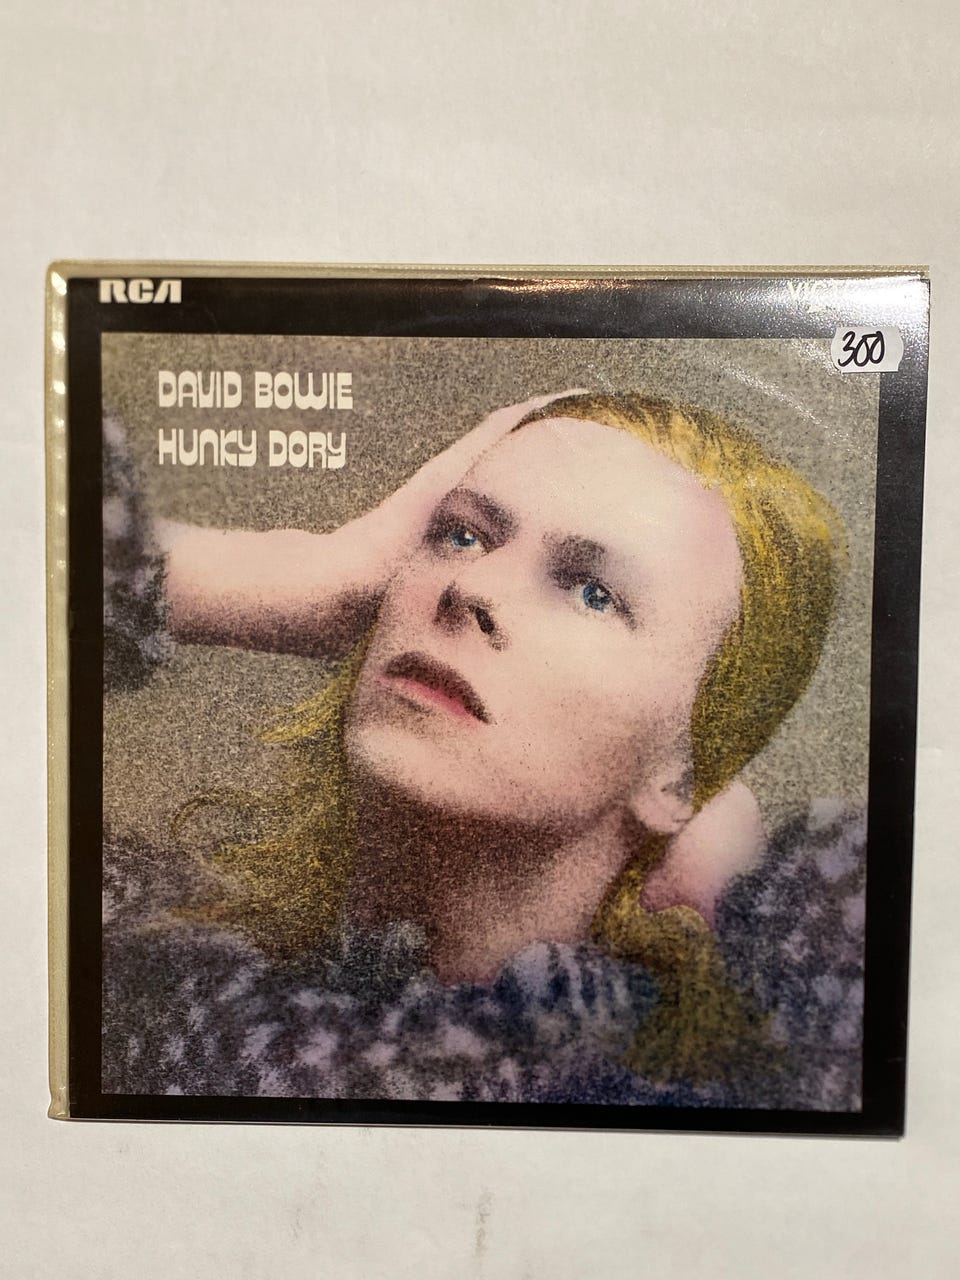 RCA
300
DAVID BOWIE
HUNKY DORY